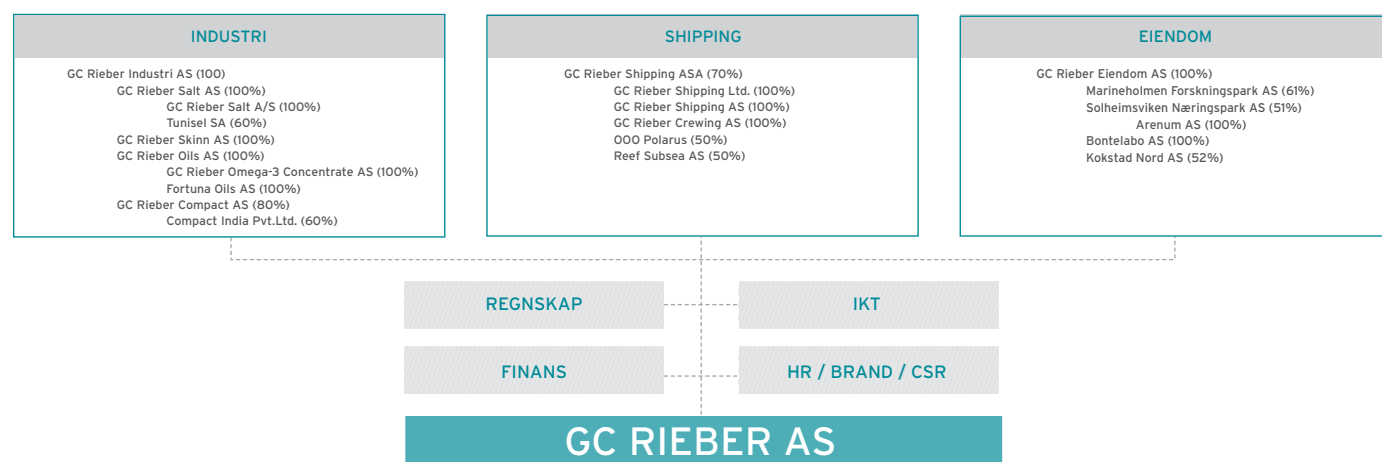 INDUSTRI
GC Rieber Industri AS (100)
GC Rieber Salt AS (100%)
GC Rieber Salt A/S (100%)
Tunisel SA (60%)
GC Rieber Skinn AS (100%)
GC Rieber Oils AS (100%)
GC Rieber Omega-3 Concentrate AS (100%)
Fortuna Oils AS (100%)
GC Rieber Compact AS (80%)
Compact India Pvt.Ltd. (60%)
SHIPPING
GC Rieber Shipping ASA (70%)
GC Rieber Shipping Ltd. (100%)
GC Rieber Shipping AS (100%)
GC Rieber Crewing AS (100%)
OOO Polarus (50%)
Reef Subsea AS (50%)
EIENDOM
GC Rieber Eiendom AS (100%)
Marineholmen Forskningspark AS (61%)
Solheimsviken Næringspark AS (51%)
Arenum AS (100%)
Bontelabo AS (100%)
Kokstad Nord AS (52%)
REGNSKAP
IKT
FINANS
HR / BRAND / CSR
GC RIEBER AS